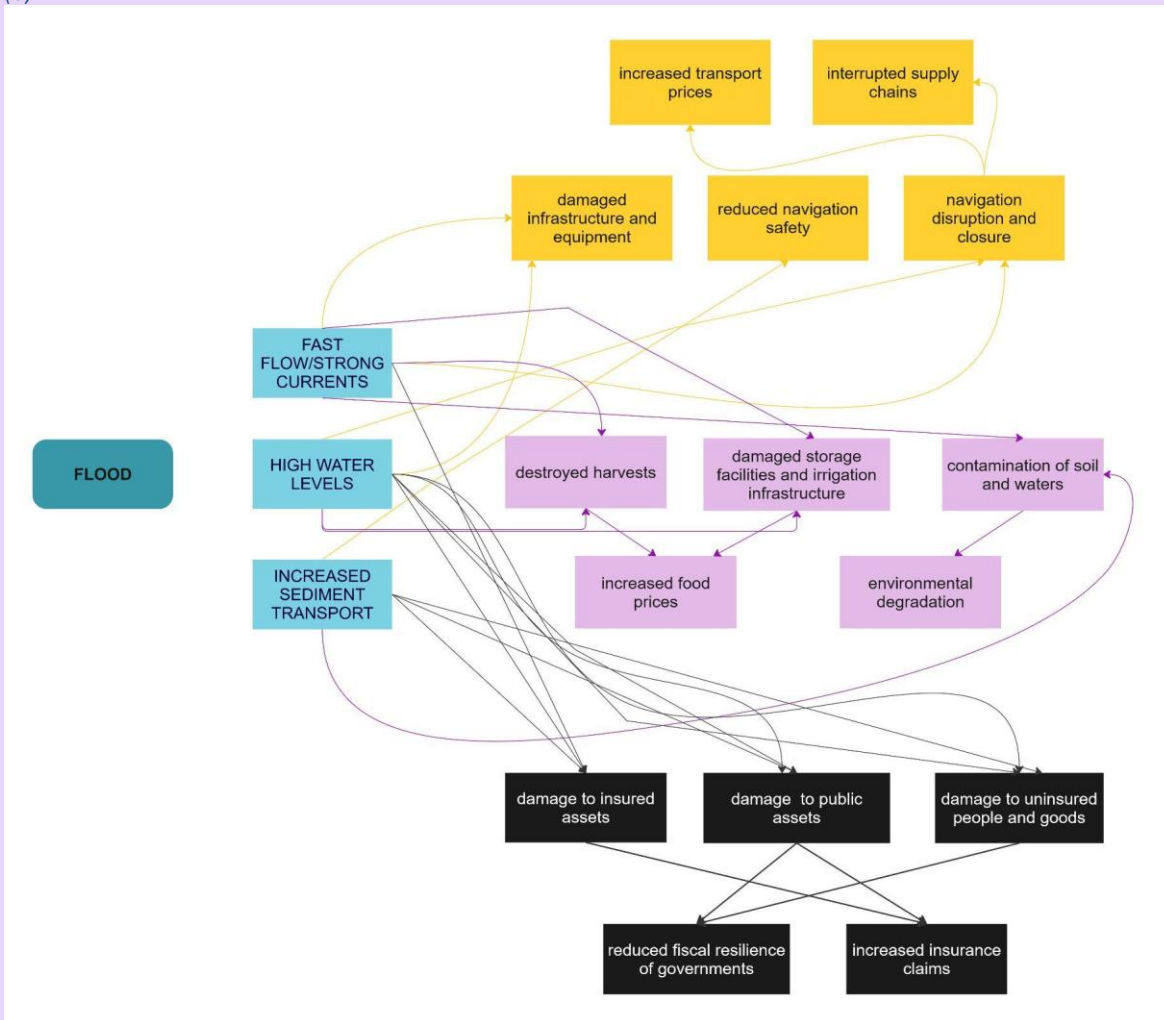 increased transport
prices
interrupted supply
chains
damaged
infrastructure and
equipment
reduced navigation
safety
navigation
disruption and
closure
FAST
FLOW/STRONG
CURRENTS
FLOOD
HIGH WATER
LEVELS
destroyed harvests
damaged storage
facilities and irrigation
infrastructure
contamination of soil
and waters
INCREASED
SEDIMENT
TRANSPORT
increased food
prices
environmental
degradation
damage to insured
assets
damage to public
assets
damage to uninsured
people and goods
reduced fiscal resilience
of governments
increased insurance
claims